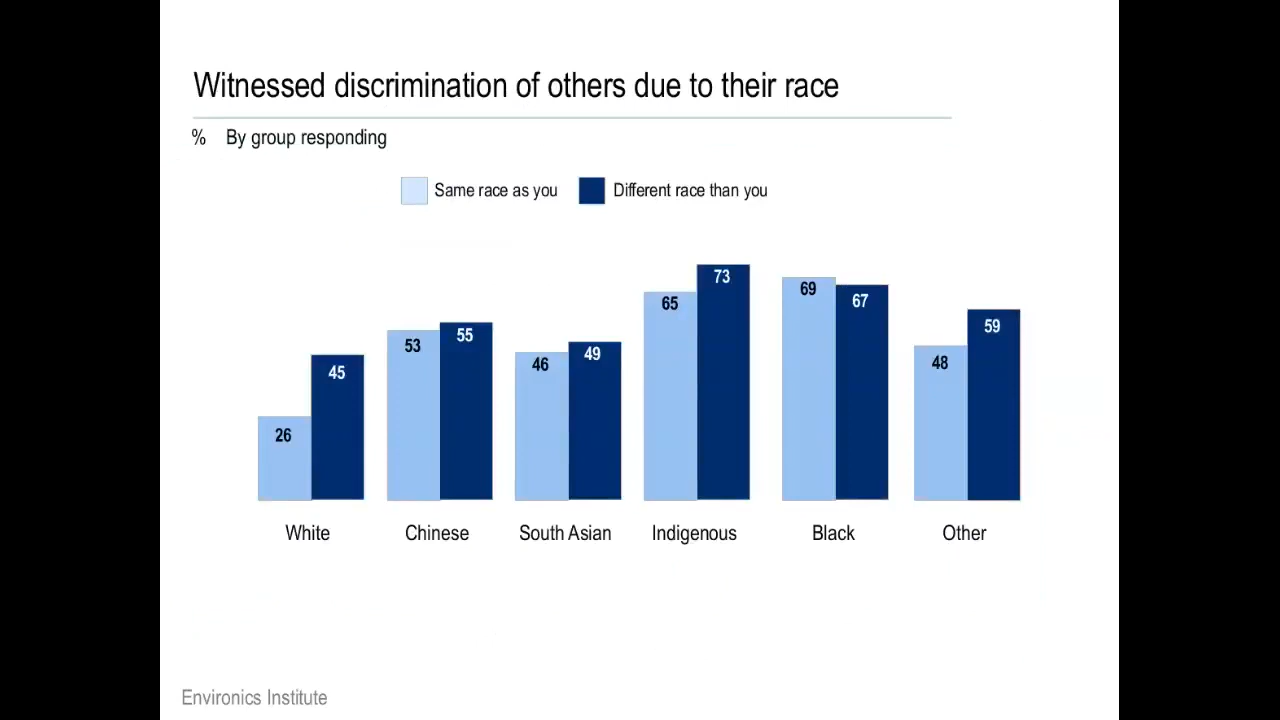 Witnessed discrimination of others due to their race
% By group responding
Same race as you Different race than you
26 45 53 55 46 49 65 73 69 67 48 59
White Chinese South Asian Indigenous Black Other
Environics Institute